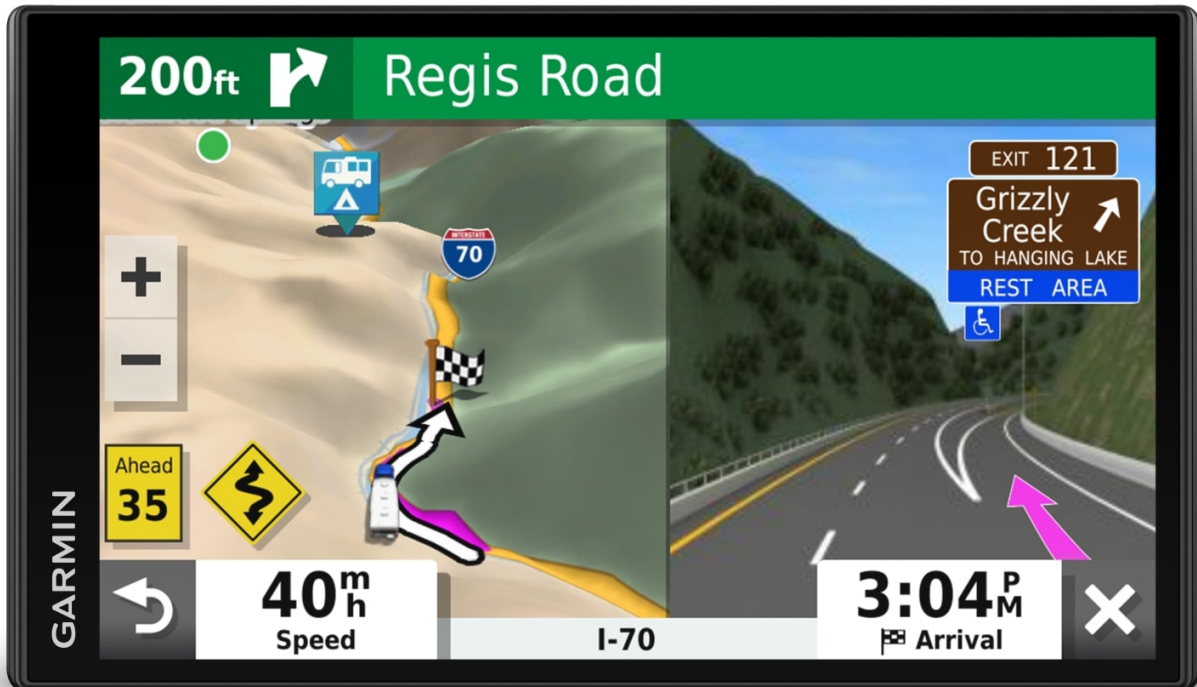 200ft
Regis Road
EXIT 121
Grizzly
Creek
TO HANGING LAKE
REST AREA
INTERSTATE
70
Ahead
35
GARMIN
40mh
Speed
I-70
3:04PM
Arrival